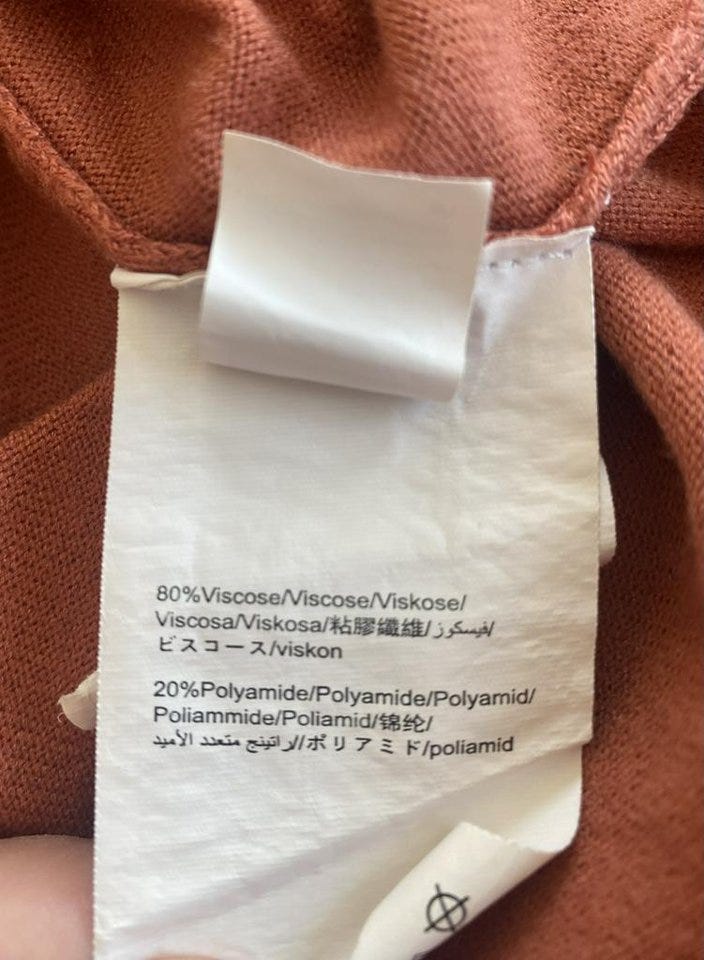 80%Viscose/Viscose/Viskose/
Viscosa/Viskosa/粘膠纖維/فيسكوز/
ビスコース/viskon
20%Polyamide/Polyamide/Polyamid/
Poliammide/Poliamid/锦纶/
راتينج متعدد الأميد//ポリアミド/poliamid